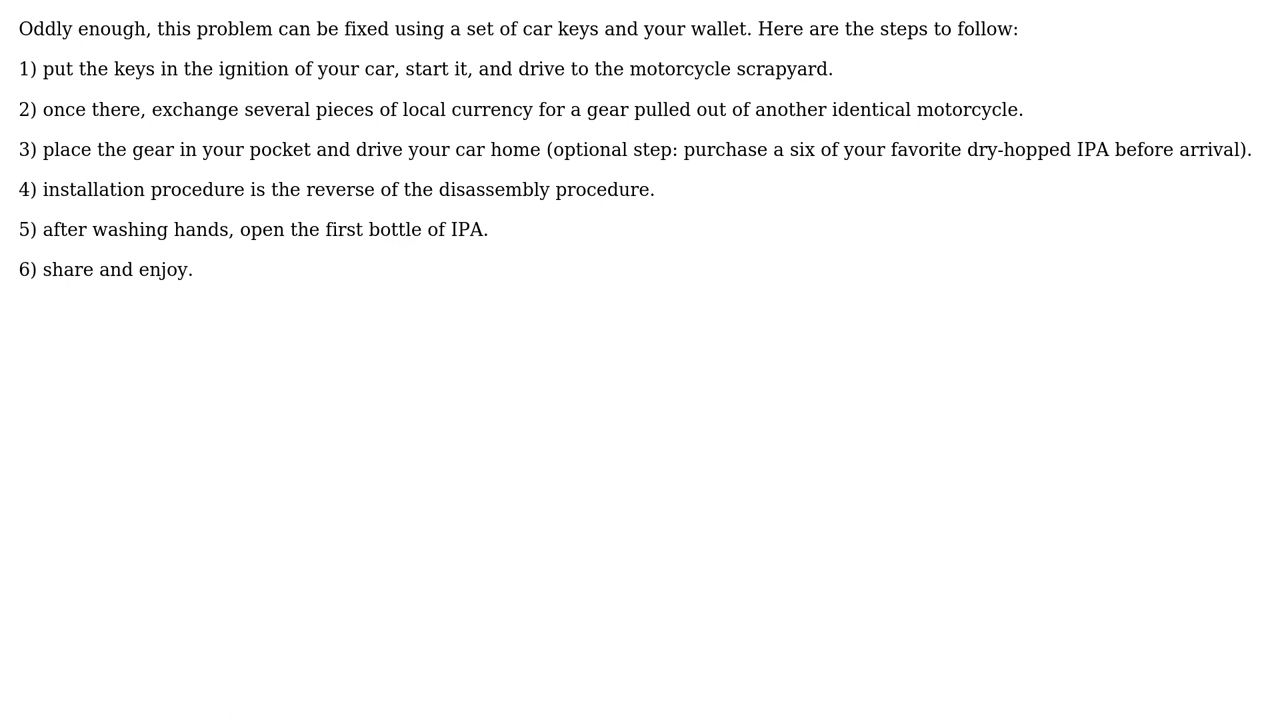 Oddly enough, this problem can be fixed using a set of car keys and your wallet. Here are the steps to follow:
1) put the keys in the ignition of your car, start it, and drive to the motorcycle scrapyard.
2) once there, exchange several pieces of local currency for a gear pulled out of another identical motorcycle.
3) place the gear in your pocket and drive your car home (optional step: purchase a six of your favorite dry-hopped IPA before arrival).
4) installation procedure is the reverse of the disassembly procedure.
5) after washing hands, open the first bottle of IPA.
6) share and enjoy.